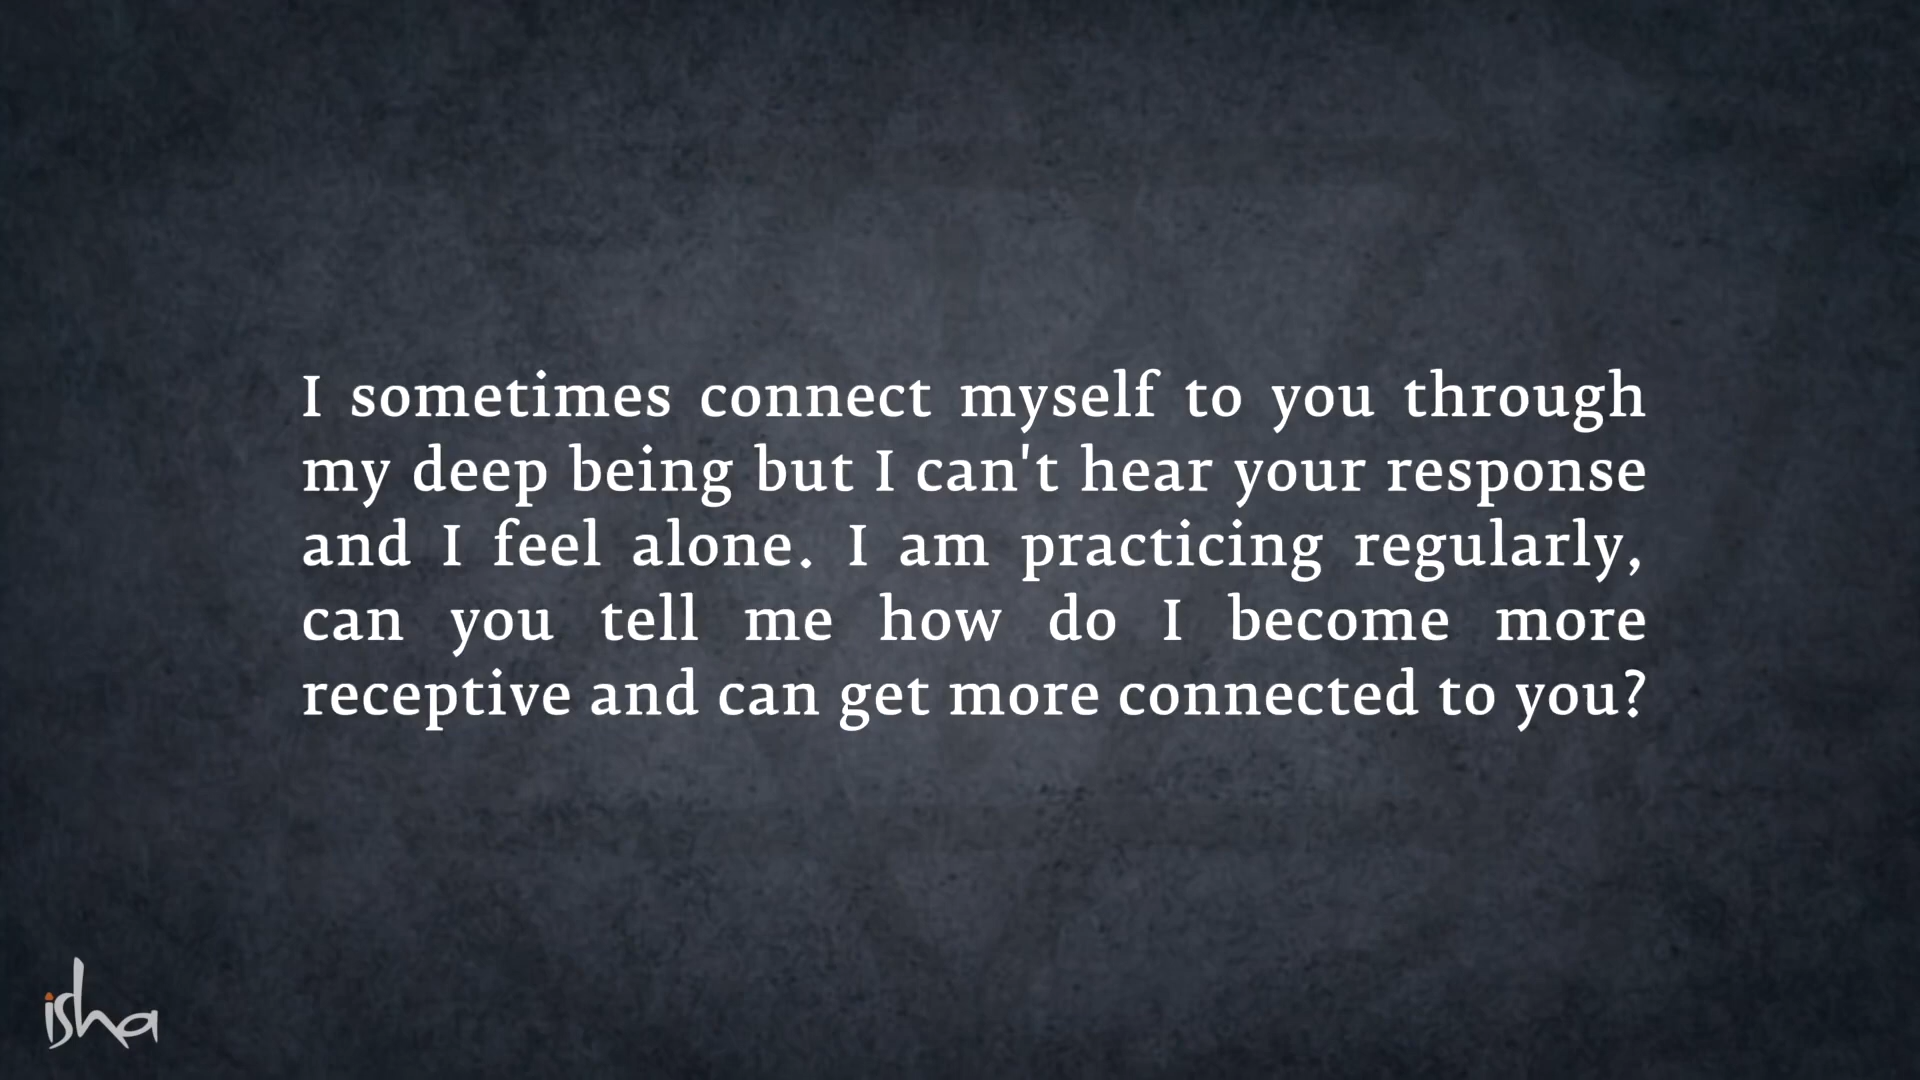 I sometimes connect myself to you through
my deep being but I can't hear your response
and I feel alone. I am practicing regularly,
can you tell me how do I become more
receptive and can get more connected to you?
isha